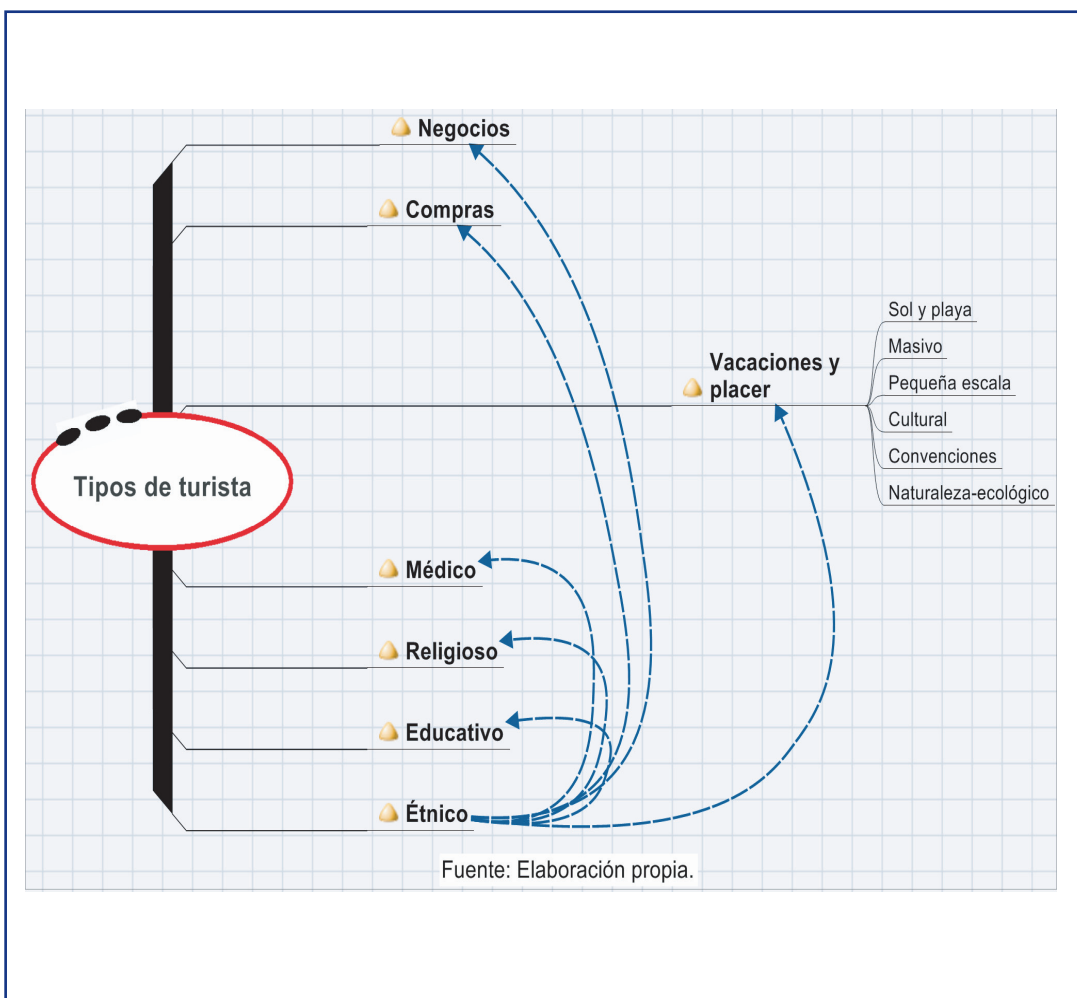 Negocios
Compras
Vacaciones y
placer
Sol y playa
Masivo
Pequeña escala
Cultural
Convenciones
Naturaleza-ecológico
Tipos de turista
Médico
Religioso
Educativo
Étnico
Fuente: Elaboración propia.